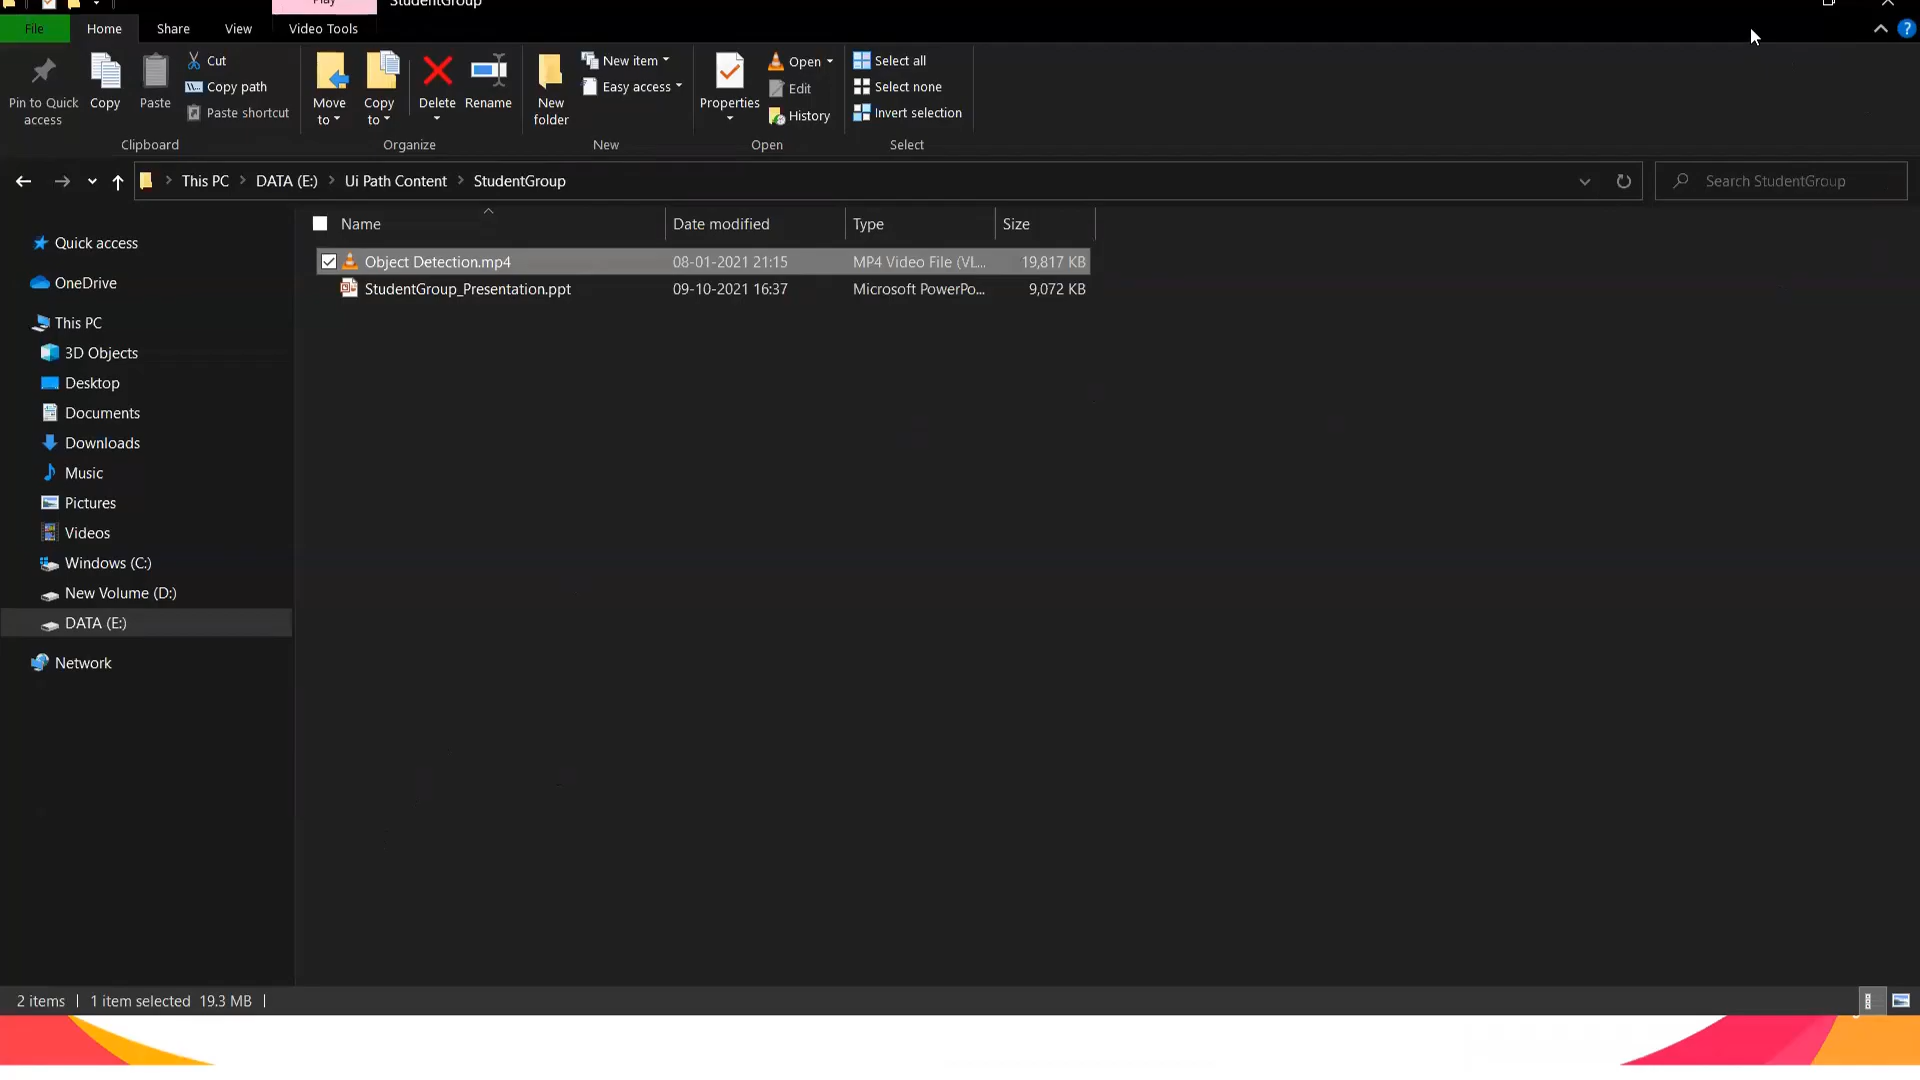 Play StudentGroup
File Home Share View Video Tools
Pin to Quick access
Copy
Paste
Cut
Copy path
Paste shortcut
Clipboard
Move to
Copy to
Delete
Rename
Organize
New folder
New item
Easy access
New
Properties
Open
Edit
History
Open
Select all
Select none
Invert selection
Select
This PC > DATA (E:) > Ui Path Content > StudentGroup
Search StudentGroup
Name Date modified Type Size
Object Detection.mp4 08-01-2021 21:15 MP4 Video File (VL... 19,817 KB
StudentGroup_Presentation.ppt 09-10-2021 16:37 Microsoft PowerPo... 9,072 KB
Quick access
OneDrive
This PC
3D Objects
Desktop
Documents
Downloads
Music
Pictures
Videos
Windows (C:)
New Volume (D:)
DATA (E:)
Network
2 items | 1 item selected 19.3 MB |